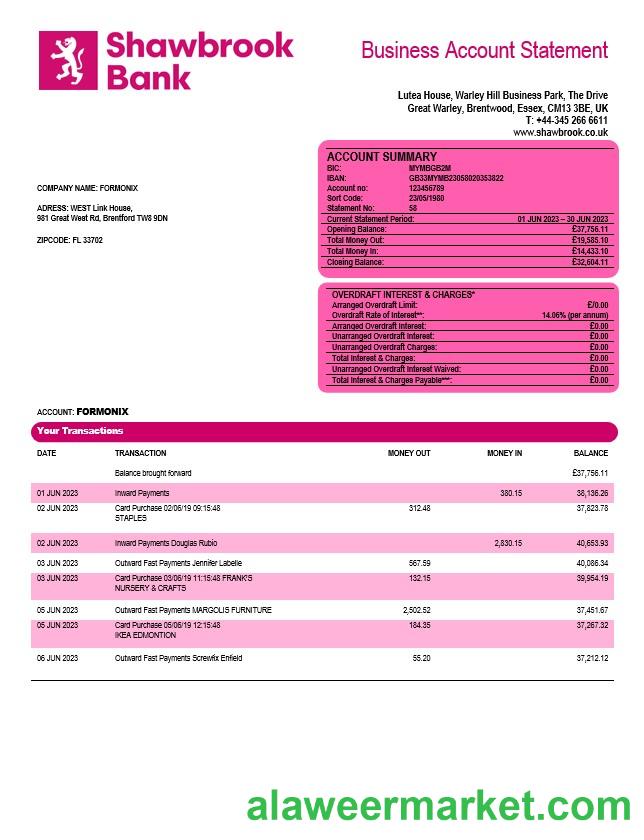 Shawbrook
Bank
Business Account Statement
Lutea House, Warley Hill Business Park, The Drive
Great Warley, Brentwood, Essex, CM13 3BE, UK
T: +44-345 266 6611
www.shawbrook.co.uk
ACCOUNT SUMMARY
BIC: MYMBGB2M
IBAN: GB33MYMB23058020353822
Account no: 123456789
Sort Code: 23/05/1980
Statement No: 58
Current Statement Period: 01 JUN 2023 – 30 JUN 2023
Opening Balance: £37,756.11
Total Money Out: £19,585.10
Total Money In: £14,433.10
Closing Balance: £32,604.11
COMPANY NAME: FORMONIX
ADRESS: WEST Link House,
981 Great West Rd, Brentford TW8 9DN
ZIPCODE: FL 33702
OVERDRAFT INTEREST & CHARGES*
Arranged Overdraft Limit: £/0.00
Overdraft Rate of Interest**: 14.06% (per annum)
Arranged Overdraft Interest: £0.00
Unarranged Overdraft Interest: £0.00
Unarranged Overdraft Charges: £0.00
Total Interest & Charges: £0.00
Unarranged Overdraft Interest Waived: £0.00
Total Interest & Charges Payable***: £0.00
ACCOUNT: FORMONIX
Your Transactions
DATE TRANSACTION MONEY OUT MONEY IN BALANCE
Balance brought forward £37,756.11
01 JUN 2023 Inward Payments 380.15 38,136.26
02 JUN 2023 Card Purchase 02/06/19 09:15:48 312.48 37,823.78
STAPLES
02 JUN 2023 Inward Payments Douglas Rubio 2,830.15 40,653.93
03 JUN 2023 Outward Fast Payments Jennifer Labelle 567.59 40,086.34
03 JUN 2023 Card Purchase 03/06/19 11:15:48 FRANK'S 132.15 39,954.19
NURSERY & CRAFTS
05 JUN 2023 Outward Fast Payments MARGOLIS FURNITURE 2,502.52 37,451.67
05 JUN 2023 Card Purchase 05/06/19 12:15:48 184.35 37,267.32
IKEA EDMONTION
06 JUN 2023 Outward Fast Payments Screwfix Enfield 55.20 37,212.12
alaweermarket.com